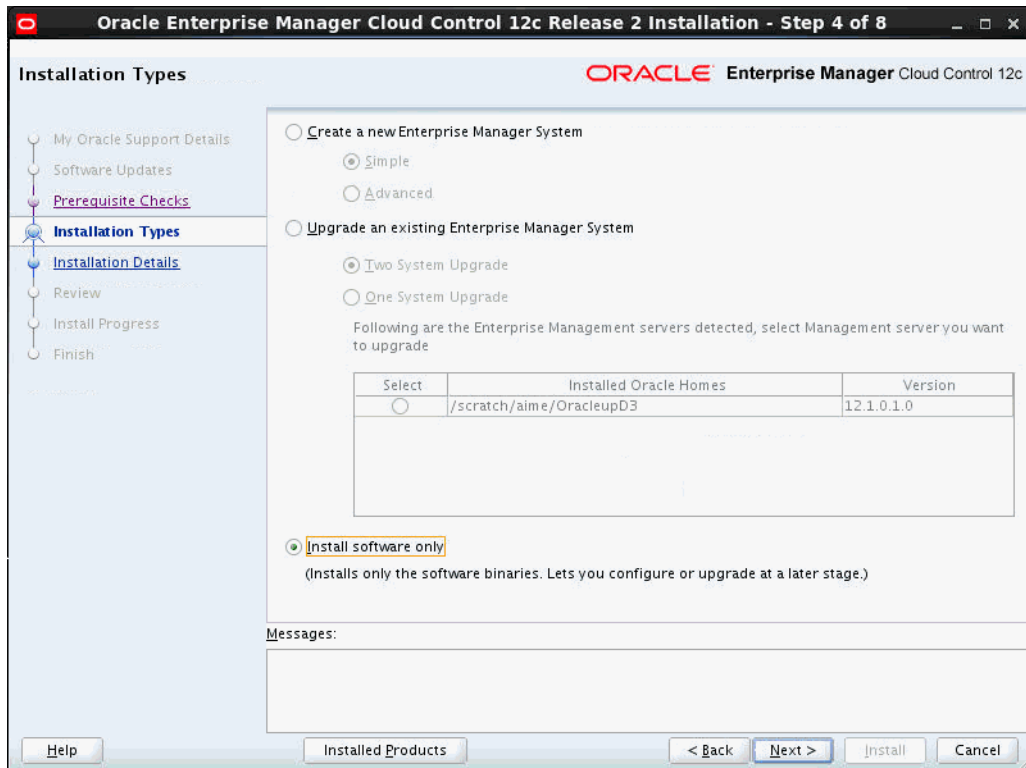 Oracle Enterprise Manager Cloud Control 12c Release 2 Installation - Step 4 of 8
Installation Types
ORACLE Enterprise Manager Cloud Control 12c
My Oracle Support Details
Software Updates
Prerequisite Checks
Installation Types
Installation Details
Review
Install Progress
Finish
Create a new Enterprise Manager System
Simple
Advanced
Upgrade an existing Enterprise Manager System
Two System Upgrade
One System Upgrade
Following are the Enterprise Management servers detected, select Management server you want
to upgrade
Select Installed Oracle Homes Version
/scratch/aime/OracleupD3 12.1.0.1.0
Install software only
(Installs only the software binaries. Lets you configure or upgrade at a later stage.)
Messages:
Help Installed Products < Back Next > Install Cancel